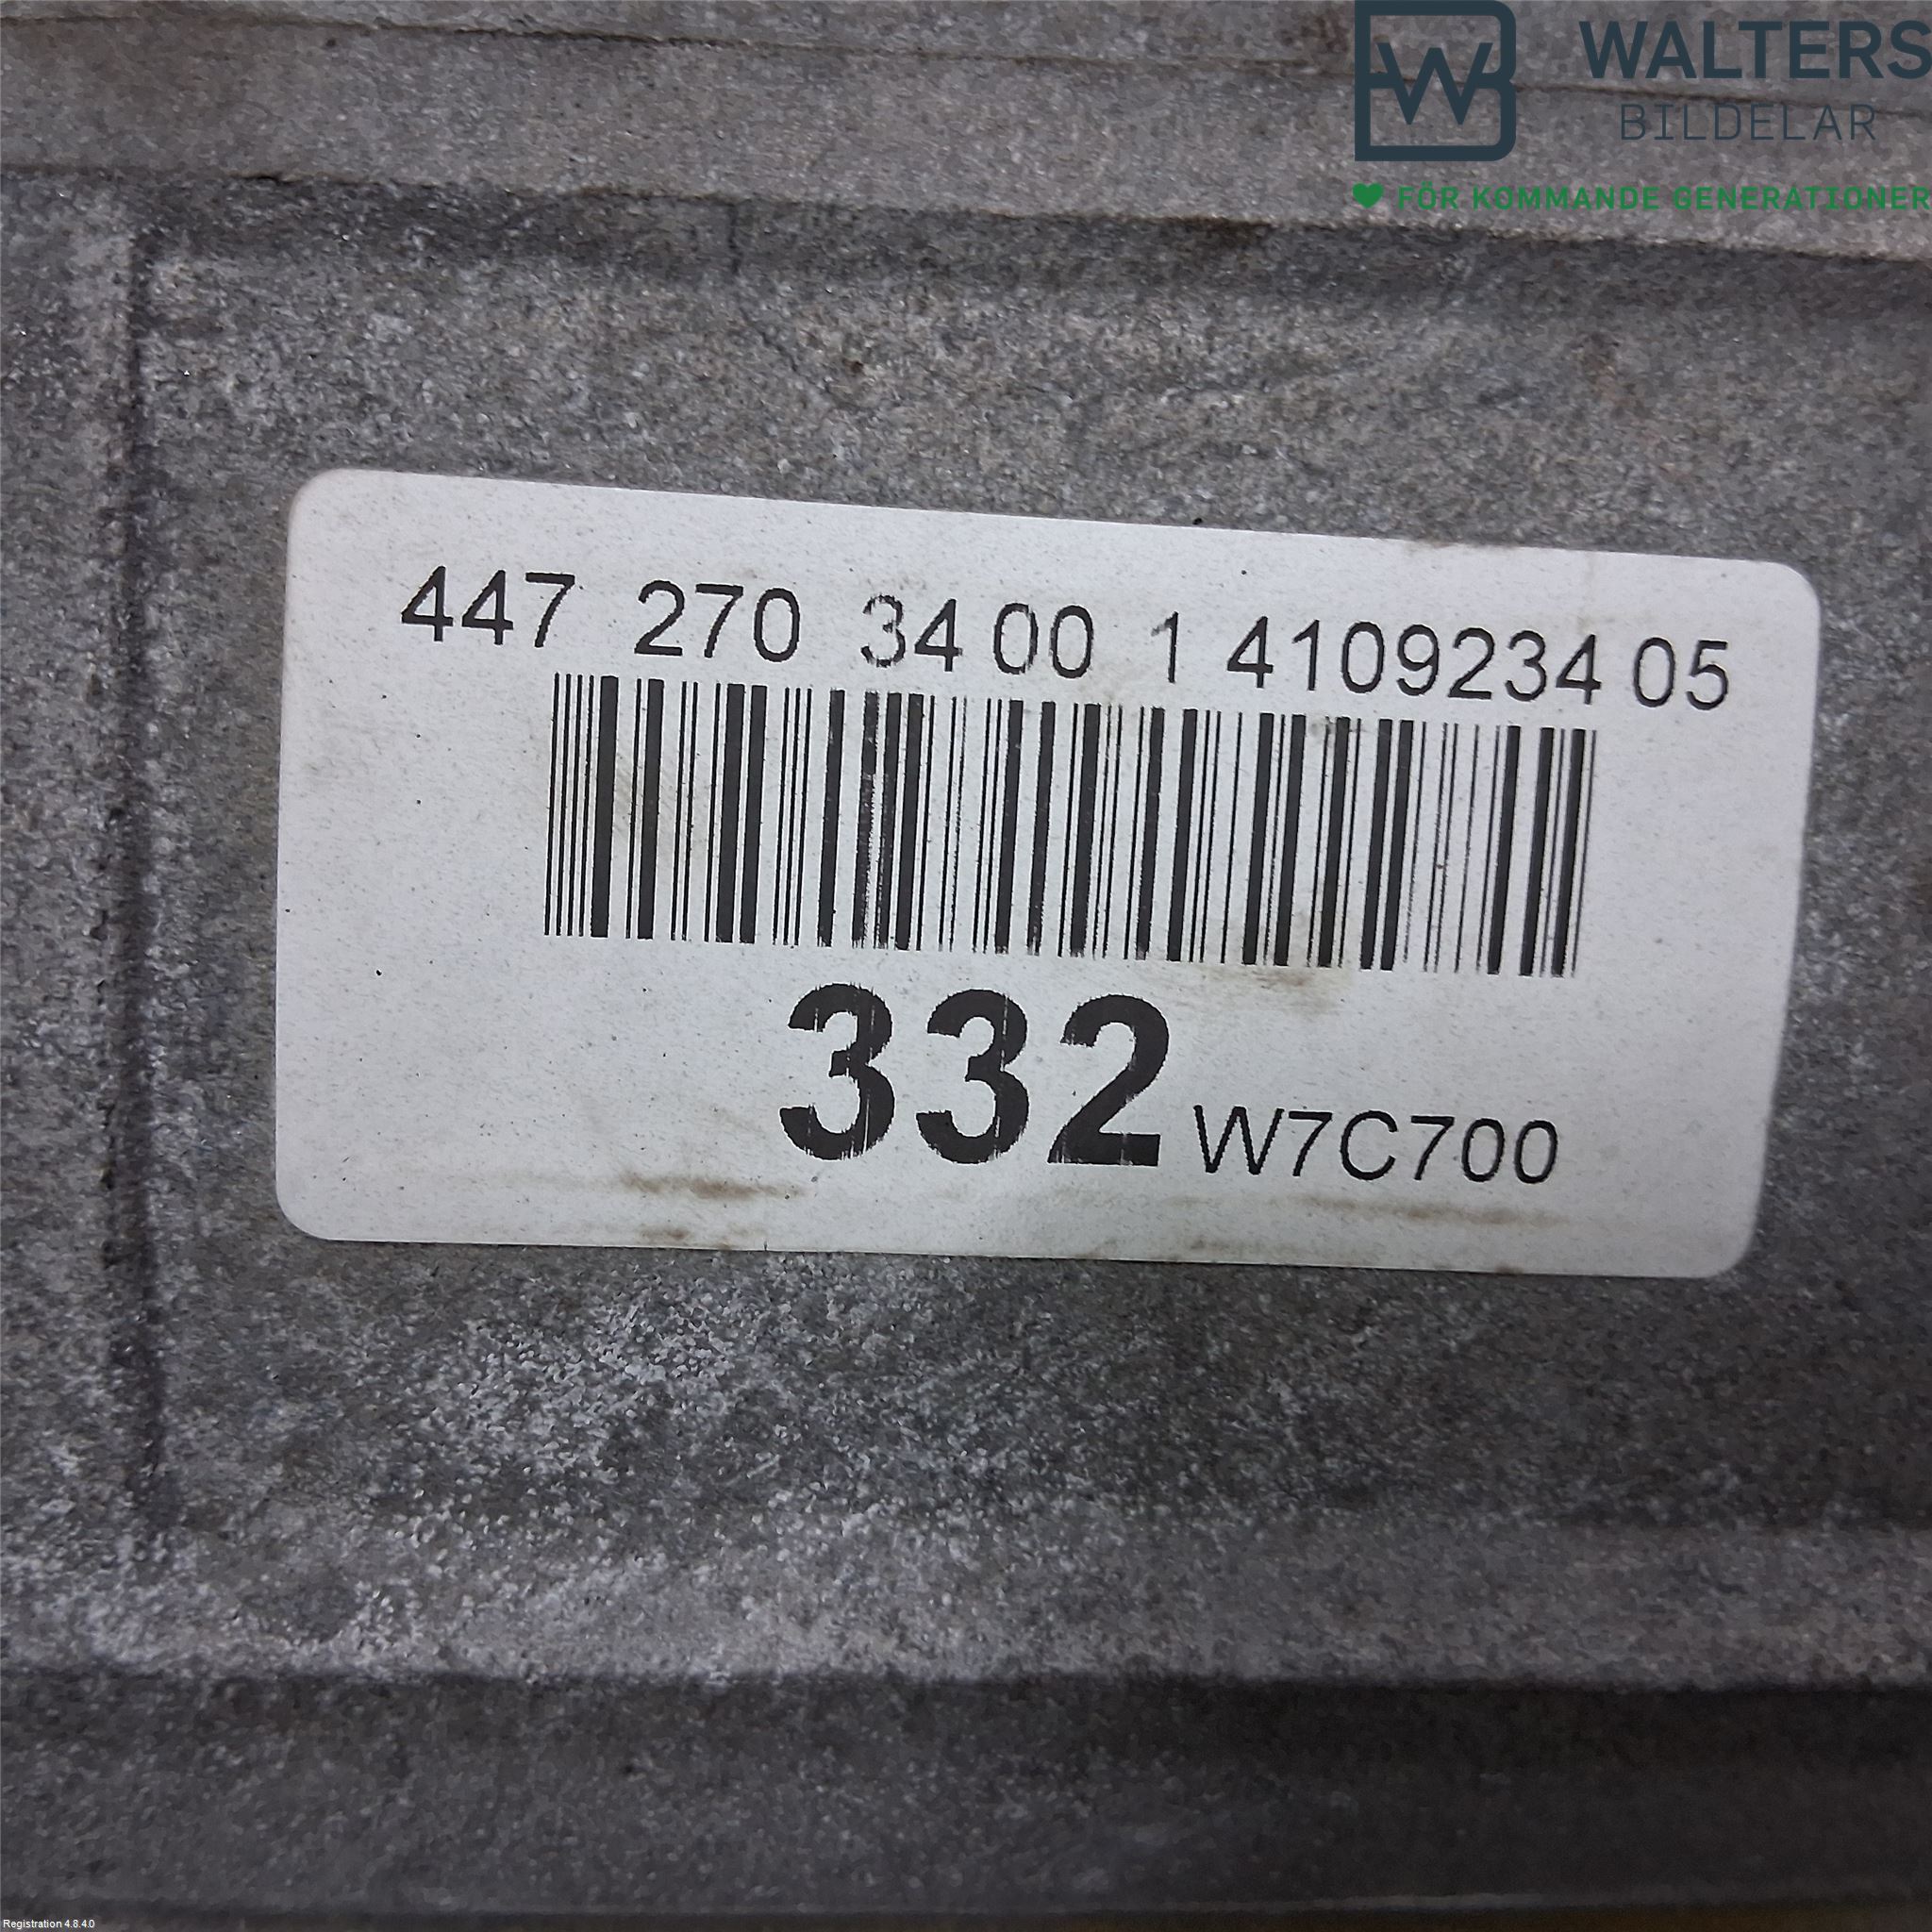 WALTERS
BILDELAR
FÖR KOMMANDE GENERATIONER
447 270 34 00 1 4109234 05
332 W7C700
Registration 4.8.4.0